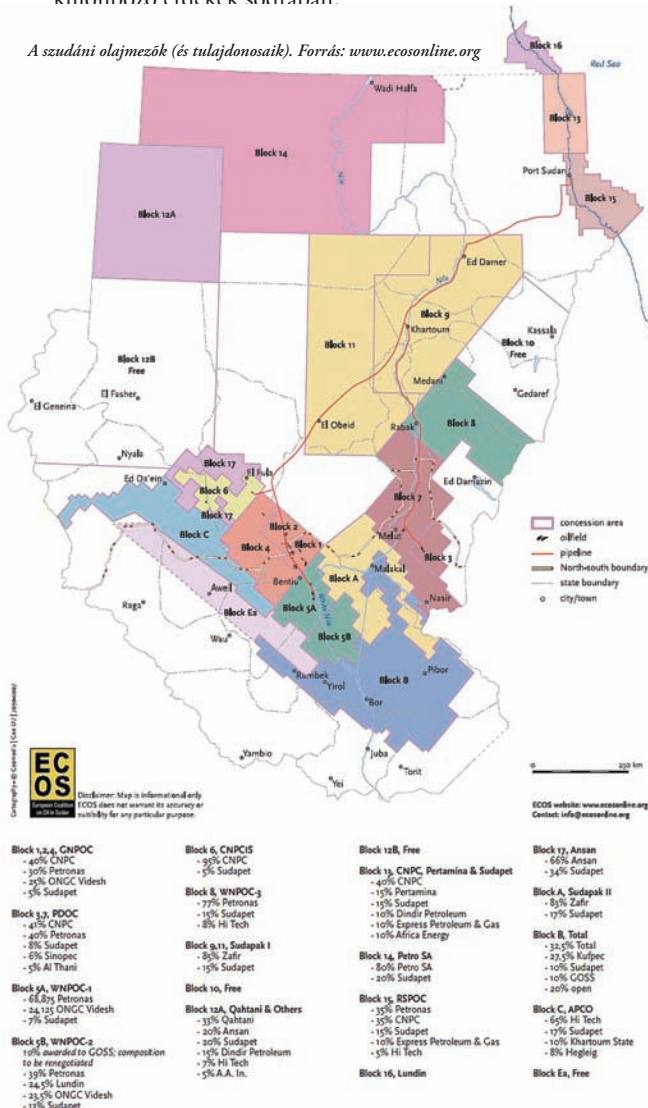 A szudáni olajmezők (és tulajdonosaik). Forrás: www.ecosonline.org
Block 16
Red Sea
Wadi Halfa
Block 13
Block 14
Nile
Port Sudan
Block 15
Block 12A
Ed Damer
Nile
Block 9
Khartoum
Kassala
Block 10
Free
Block 11
Block 12B
Free
Medani
Gedaref
El Geneina
El Fasher
El Obeid
Rabak
Block 8
Nyala
Block 17
El Fula
Ed Da'ein
Block 6
Ed Damazin
Block 17
Block 7
Block 2
Block C
Block 4
Block 1
Melut
Block 3
Malakal
Bentiu
Block A
Aweil
Raga
Block Ea
Block 5A
White Nile
Nasir
Wau
Block 5B
Rumbek
Yirol
Block B
Pibor
Bor
Yambio
Juba
Torit
Yei
concession area
oilfield
pipeline
North-south boundary
state boundary
city/town
0
250 km
ECOS
European Coalition
on Oil in Sudan
Disclaimer: Map is informational only.
ECOS does not warrant its accuracy or
suitibility for any particular purpose.
ECOS website: www.ecosonline.org
Contact: info@ecosonline.org
Block 1,2,4, GNPOC
- 40% CNPC
- 30% Petronas
- 25% ONGC Videsh
- 5% Sudapet
Block 3,7, PDOC
- 41% CNPC
- 40% Petronas
- 8% Sudapet
- 6% Sinopec
- 5% Al Thani
Block 5A, WNPOC-1
- 68,875 Petronas
- 24,125 ONGC Videsh
- 7% Sudapet
Block 5B, WNPOC-2
10% awarded to GOSS; composition
to be renegotiated
- 39% Petronas
- 24,5% Lundin
- 23,5% ONGC Videsh
- 13% Sudapet
Block 6, CNPCIS
- 95% CNPC
- 5% Sudapet
Block 8, WNPOC-3
- 77% Petronas
- 15% Sudapet
- 8% Hi Tech
Block 9,11, Sudapak I
- 85% Zafir
- 15% Sudapet
Block 10, Free
Block 12A, Qahtani & Others
- 33% Qahtani
- 20% Ansan
- 20% Sudapet
- 15% Dindir Petroleum
- 7% Hi Tech
- 5% A.A. In.
Block 12B, Free
Block 13, CNPC, Pertamina & Sudapet
- 40% CNPC
- 15% Pertamina
- 15% Sudapet
- 10% Dindir Petroleum
- 10% Express Petroleum & Gas
- 10% Africa Energy
Block 14, Petro SA
- 80% Petro SA
- 20% Sudapet
Block 15, RSPOC
- 35% Petronas
- 35% CNPC
- 15% Sudapet
- 10% Express Petroleum & Gas
- 5% Hi Tech
Block 16, Lundin
Block 17, Ansan
- 66% Ansan
- 34% Sudapet
Block A, Sudapak II
- 83% Zafir
- 17% Sudapet
Block B, Total
- 32,5% Total
- 27,5% Kufpec
- 10% Sudapet
- 10% GOSS
- 20% open
Block C, APCO
- 65% Hi Tech
- 17% Sudapet
- 10% Khartoum State
- 8% Hegleig
Block Ea, Free